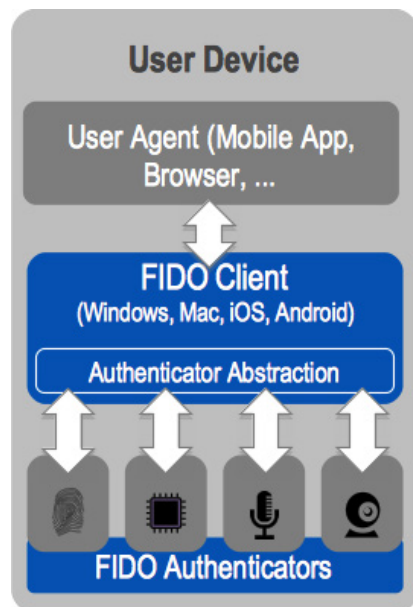 User Device
User Agent (Mobile App,
Browser, ...
FIDO Client
(Windows, Mac, iOS, Android)
Authenticator Abstraction
FIDO Authenticators